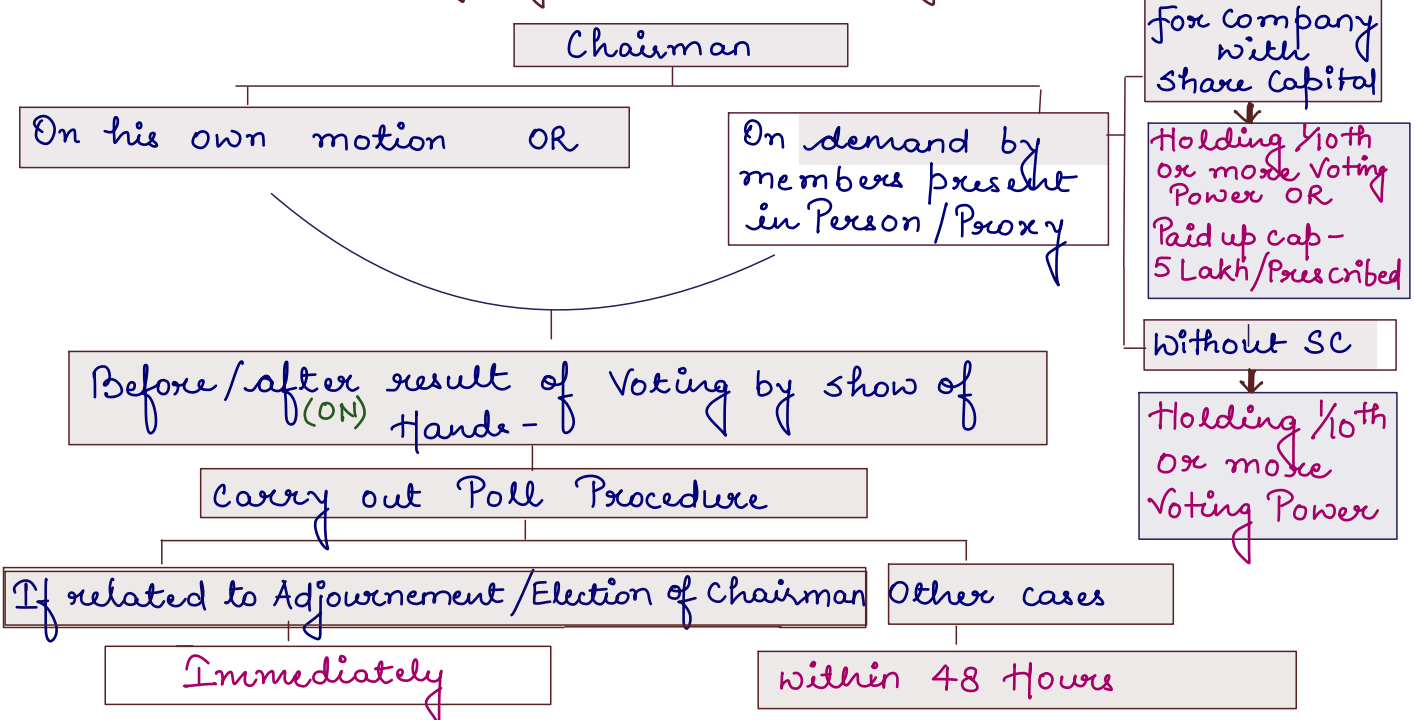 Chairman
On his own motion OR
On demand by
members present
in Person/Proxy
for company
with
share capital
Holding 1/10th
or more Voting
Power OR
Paid up cap-
5 Lakh/Prescribed
Without SC
Holding 1/10th
or more
Voting Power
Before/after result of Voting by show of
(ON)
Hands-
carry out Poll Procedure
If related to Adjournement/Election of Chairman
Other cases
Immediately
within 48 Hours